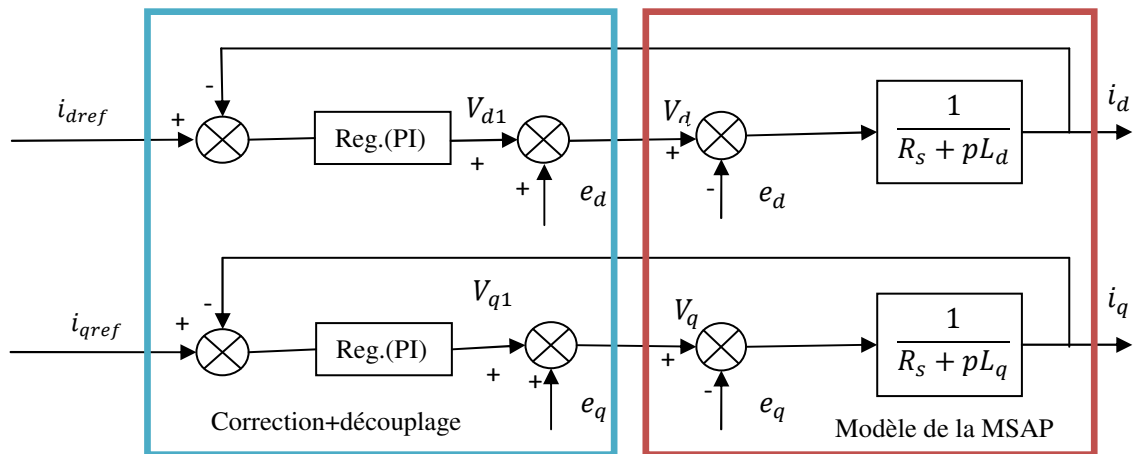 i_dref
+
-
Reg.(PI)
V_d1
+
+
e_d
V_d
+
-
e_d
1
R_s + pL_d
i_d
i_qref
+
-
Reg.(PI)
V_q1
+
+
e_q
V_q
+
-
e_q
1
R_s + pL_q
i_q
Correction+découplage
Modèle de la MSAP